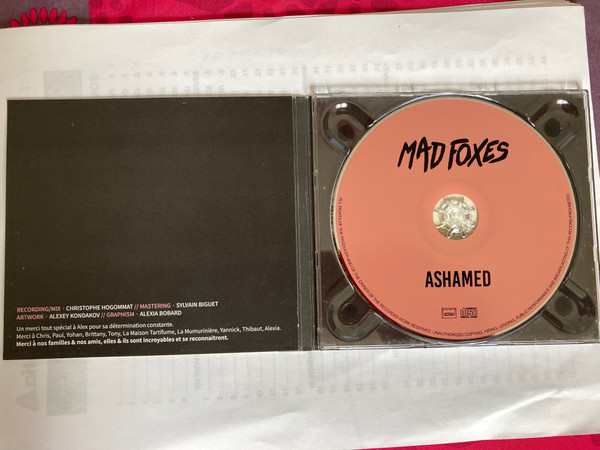 MAD FOXES
ASHAMED
RECORDING/MIX · CHRISTOPHE HOGOMMAT // MASTERING · SYLVAIN BIGUET
ARTWORK · ALEXEY KONDAKOV // GRAPHISM · ALEXIA BOBARD
Un merci tout spécial à Alex pour sa détermination constante.
Merci à Chris, Paul, Yohan, Brittany, Tony, La Maison Tartifume, La Mumurinière, Yannick, Thibaut, Alexia.
Merci à nos familles & nos amis, elles & ils sont incroyables et se reconnaitront.